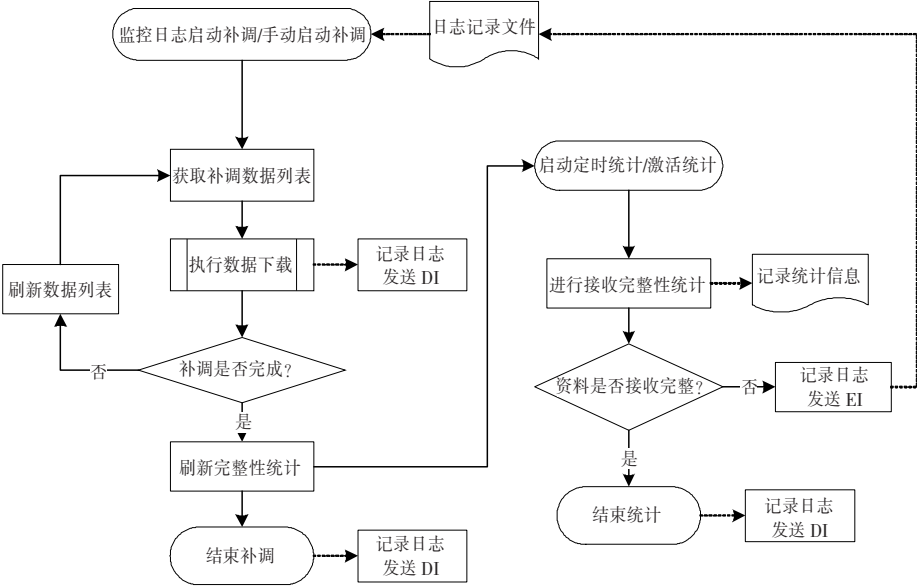 监控日志启动补调/手动启动补调
日志记录文件
获取补调数据列表
启动定时统计/激活统计
执行数据下载
记录日志
发送 DI
刷新数据列表
进行接收完整性统计
记录统计信息
补调是否完成？
否
是
资料是否接收完整？
否
记录日志
发送 EI
是
刷新完整性统计
结束统计
记录日志
发送 DI
结束补调
记录日志
发送 DI